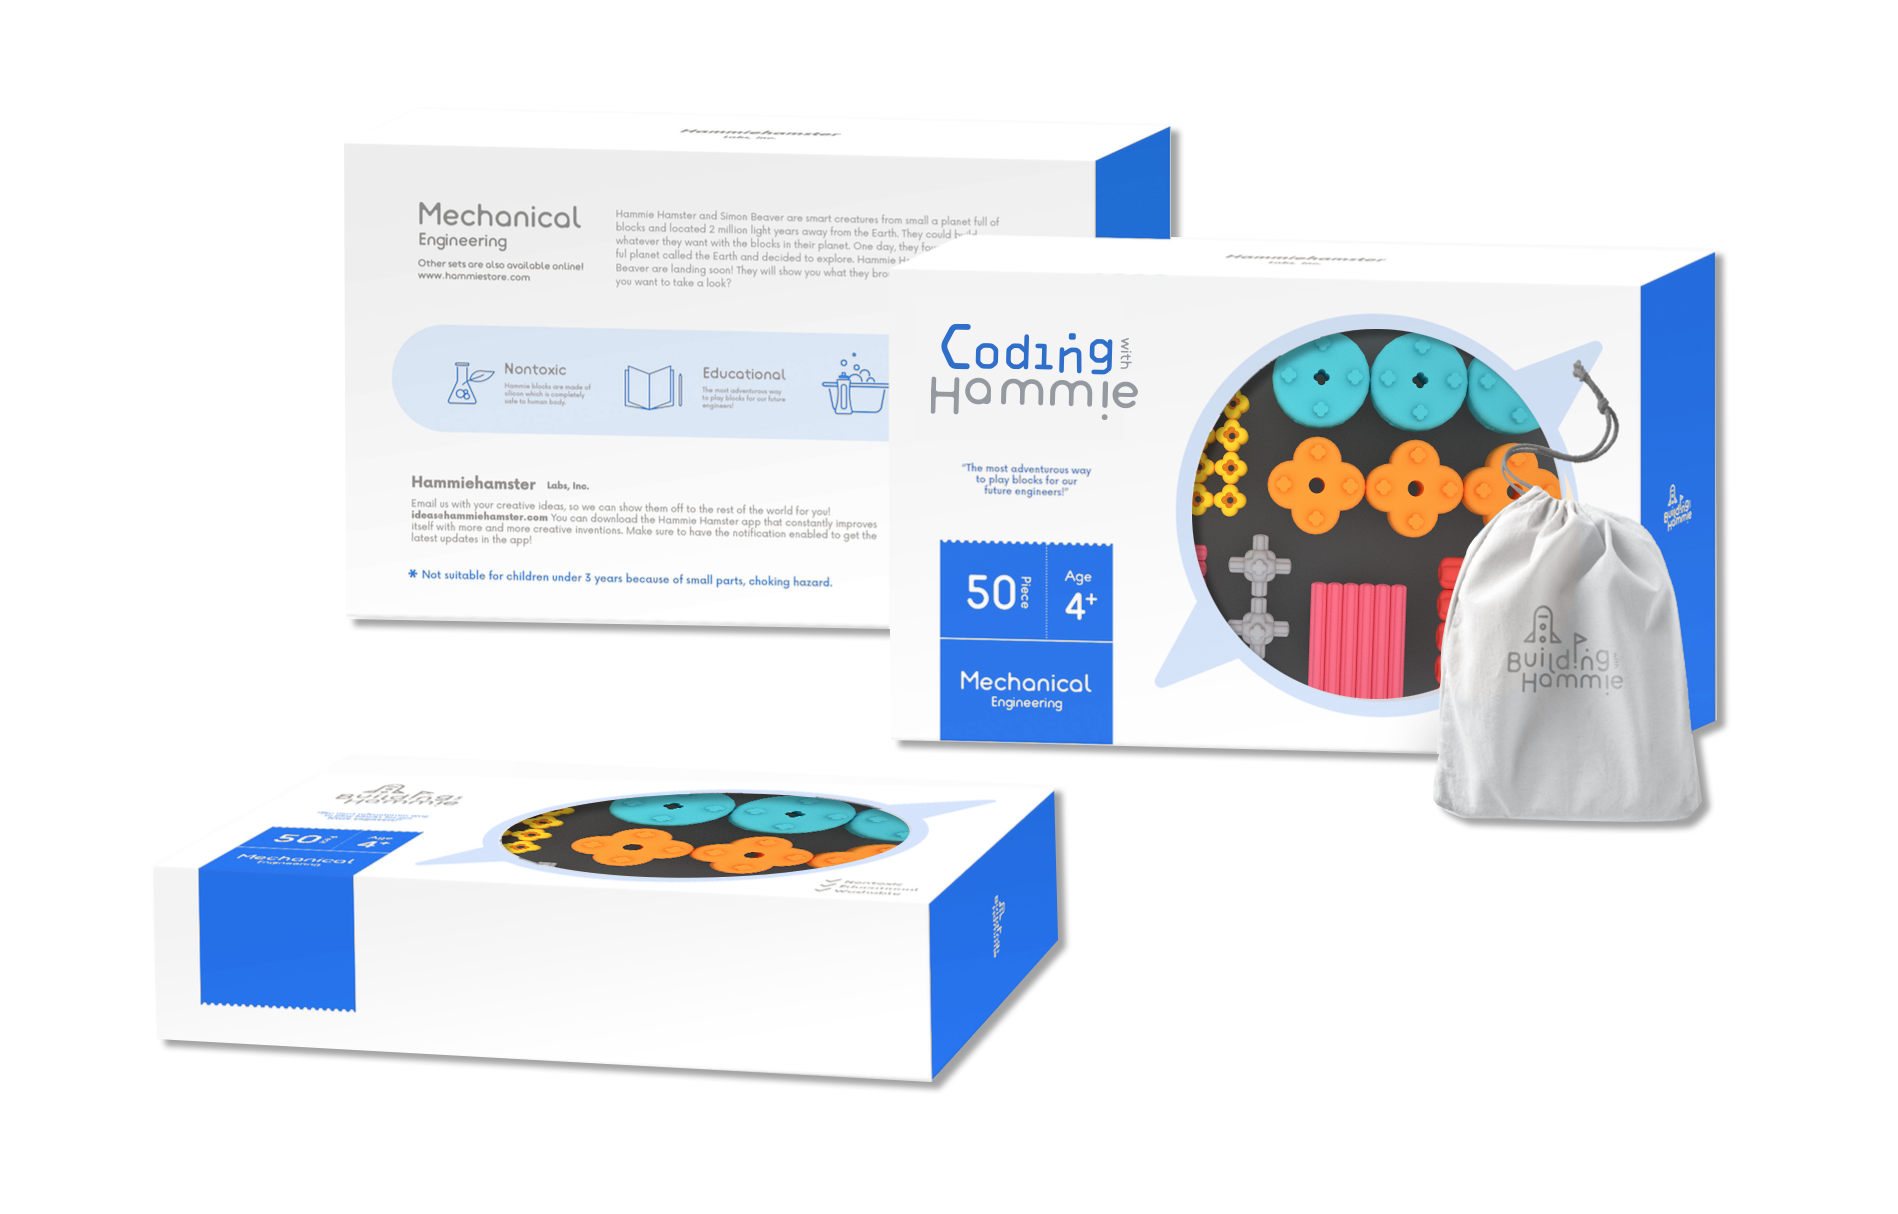 Hammiehamster
Labs, Inc.
Mechanical
Engineering
Other sets are also available online!
www.hammiestore.com
Hammie Hamster and Simon Beaver are smart creatures from small a planet full of
blocks and located 2 million light years away from the Earth. They could build
whatever they want with the blocks in their planet. One day, they fou
ful planet called the Earth and decided to explore. Hammie H
Beaver are landing soon! They will show you what they bro
you want to take a look?
Nontoxic
Hammie blocks are made of
silicon which is completely
safe to human body.
Educational
The most adventurous way
to play blocks for our future
engineers!
Hammiehamster Labs, Inc.
Email us with your creative ideas, so we can show them off to the rest of the world for you!
ideas@hammiehamster.com You can download the Hammie Hamster app that constantly improves
itself with more and more creative inventions. Make sure to have the notification enabled to get the
latest updates in the app!
* Not suitable for children under 3 years because of small parts, choking hazard.
Hammiehamster
Labs, Inc.
Coding with
Hammie
"The most adventurous way
to play blocks for our
future engineers!"
50 Piece
Age
4+
Mechanical
Engineering
Building
Hammie
Building with
Hammie
Building
Hammie
50
Age
4+
Mechanical
Engineering
Nontoxic
Educational
Washable